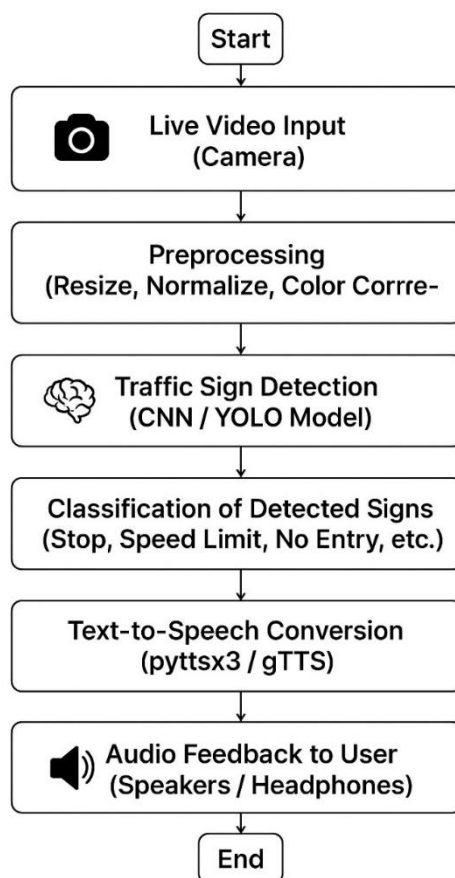 Start
Live Video Input
(Camera)
Preprocessing
(Resize, Normalize, Color Corrre-
Traffic Sign Detection
(CNN / YOLO Model)
Classification of Detected Signs
(Stop, Speed Limit, No Entry, etc.)
Text-to-Speech Conversion
(pyttsx3 / gTTS)
Audio Feedback to User
(Speakers / Headphones)
End